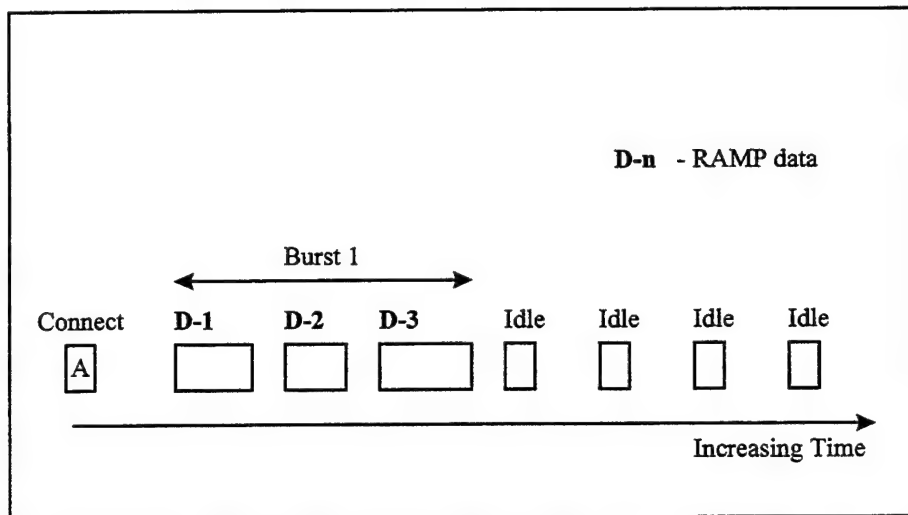 D-n - RAMP data
Burst 1
Connect D-1 D-2 D-3 Idle Idle Idle Idle
A
Increasing Time